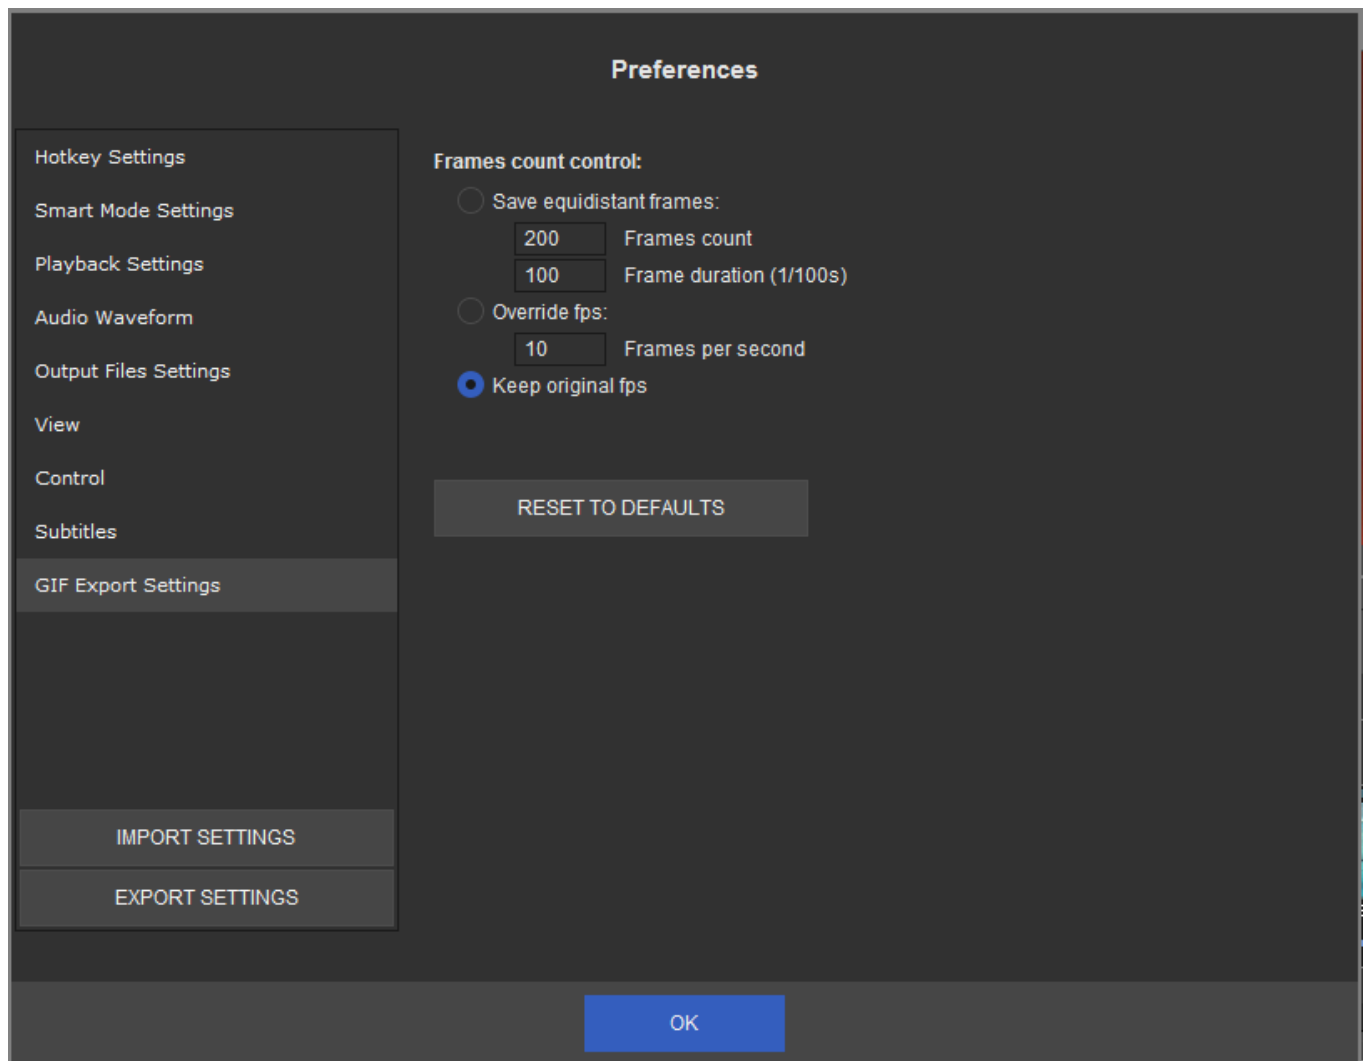 Preferences
Hotkey Settings
Smart Mode Settings
Playback Settings
Audio Waveform
Output Files Settings
View
Control
Subtitles
GIF Export Settings
IMPORT SETTINGS
EXPORT SETTINGS
Frames count control:
Save equidistant frames:
200 Frames count
100 Frame duration (1/100s)
Override fps:
10 Frames per second
Keep original fps
RESET TO DEFAULTS
OK